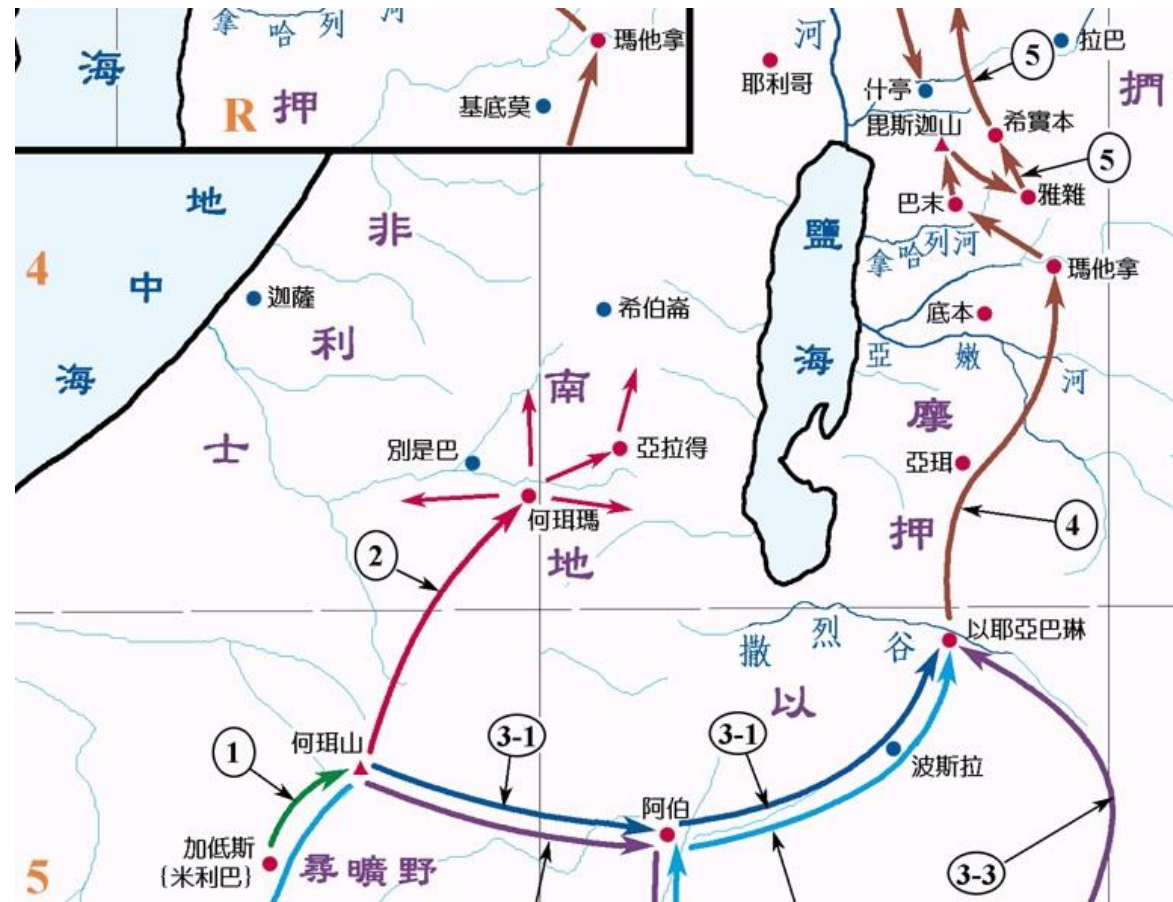 海
R
押
拿哈列河
瑪他拿
基底莫
河
耶利哥
拉巴
什亭
5
捫
毘斯迦山
希實本
5
巴末
雅雜
地中海
4
非利士
鹽海
拿哈列河
瑪他拿
迦薩
希伯崙
底本
亞嫩河
南地
摩押
別是巴
亞拉得
亞珥
何珥瑪
2
4
撒烈谷
以耶亞巴琳
以
何珥山
1
3-1
3-1
波斯拉
阿伯
加低斯
{米利巴}
尋曠野
5
3-3